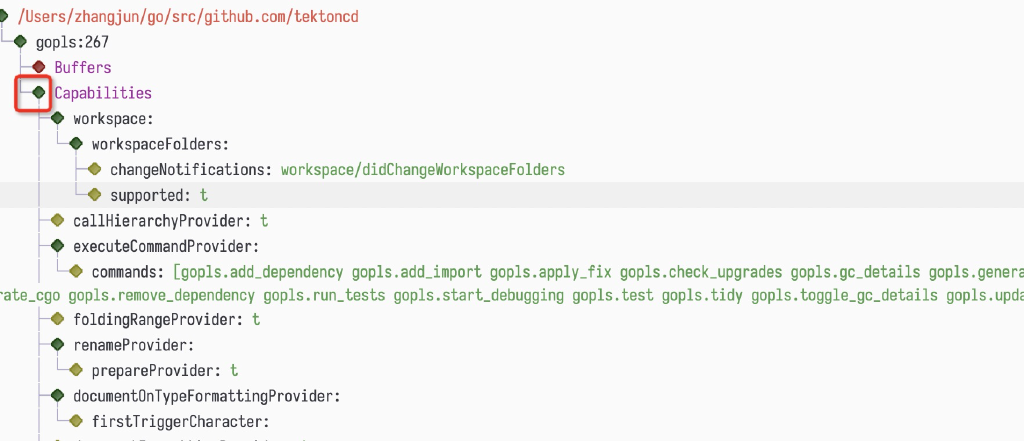 /Users/zhangjun/go/src/github.com/tektoncd
gopls:267
Buffers
Capabilities
workspace:
workspaceFolders:
changeNotifications: workspace/didChangeWorkspaceFolders
supported: t
callHierarchyProvider: t
executeCommandProvider:
commands: [gopls.add_dependency gopls.add_import gopls.apply_fix gopls.check_upgrades gopls.gc_details gopls.genera
rate_cgo gopls.remove_dependency gopls.run_tests gopls.start_debugging gopls.test gopls.tidy gopls.toggle_gc_details gopls.upda
foldingRangeProvider: t
renameProvider:
prepareProvider: t
documentOnTypeFormattingProvider:
firstTriggerCharacter: